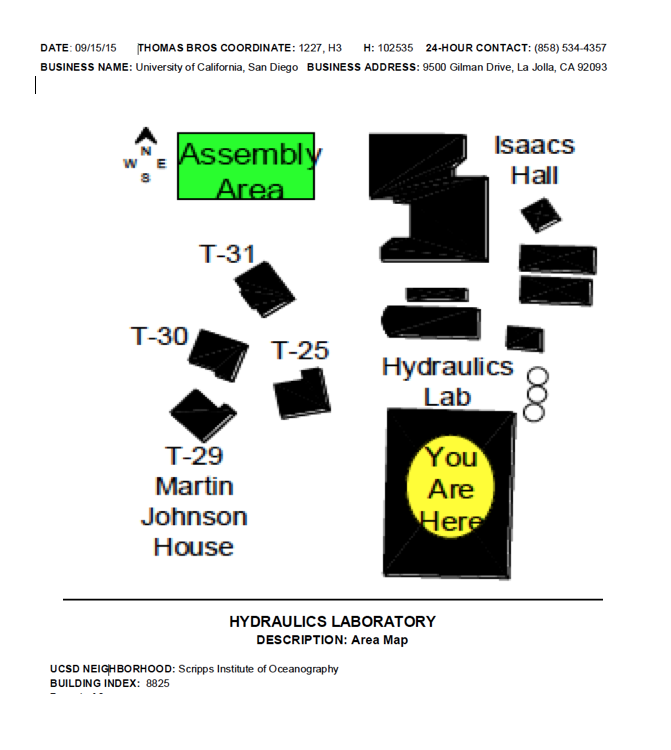 DATE: 09/15/15 THOMAS BROS COORDINATE: 1227, H3 H: 102535 24-HOUR CONTACT: (858) 534-4357
BUSINESS NAME: University of California, San Diego BUSINESS ADDRESS: 9500 Gilman Drive, La Jolla, CA 92093
N
W E
S
Assembly
Area
Isaacs
Hall
T-31
T-30
T-25
Hydraulics
Lab
T-29
Martin
Johnson
House
You
Are
Here
HYDRAULICS LABORATORY
DESCRIPTION: Area Map
UCSD NEIGHBORHOOD: Scripps Institute of Oceanography
BUILDING INDEX: 8825